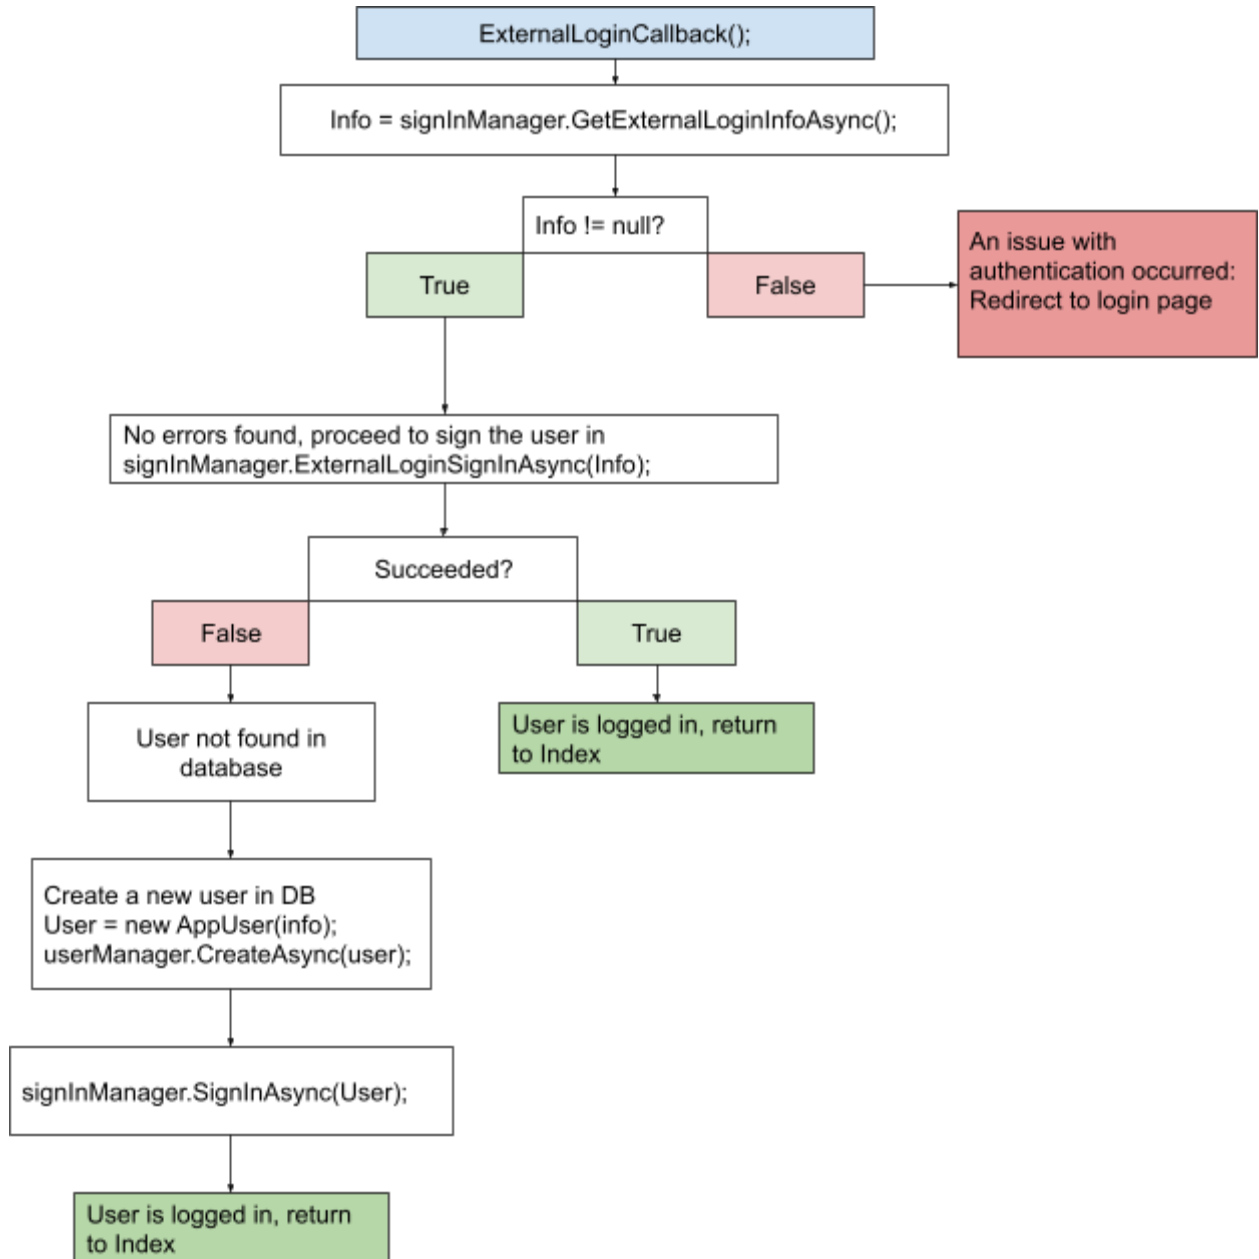 ExternalLoginCallback();
Info = signInManager.GetExternalLoginInfoAsync();
Info != null?
True
False
An issue with
authentication occurred:
Redirect to login page
No errors found, proceed to sign the user in
signInManager.ExternalLoginSignInAsync(Info);
Succeeded?
False
True
User not found in
database
User is logged in, return
to Index
Create a new user in DB
User = new AppUser(info);
userManager.CreateAsync(user);
signInManager.SignInAsync(User);
User is logged in, return
to Index